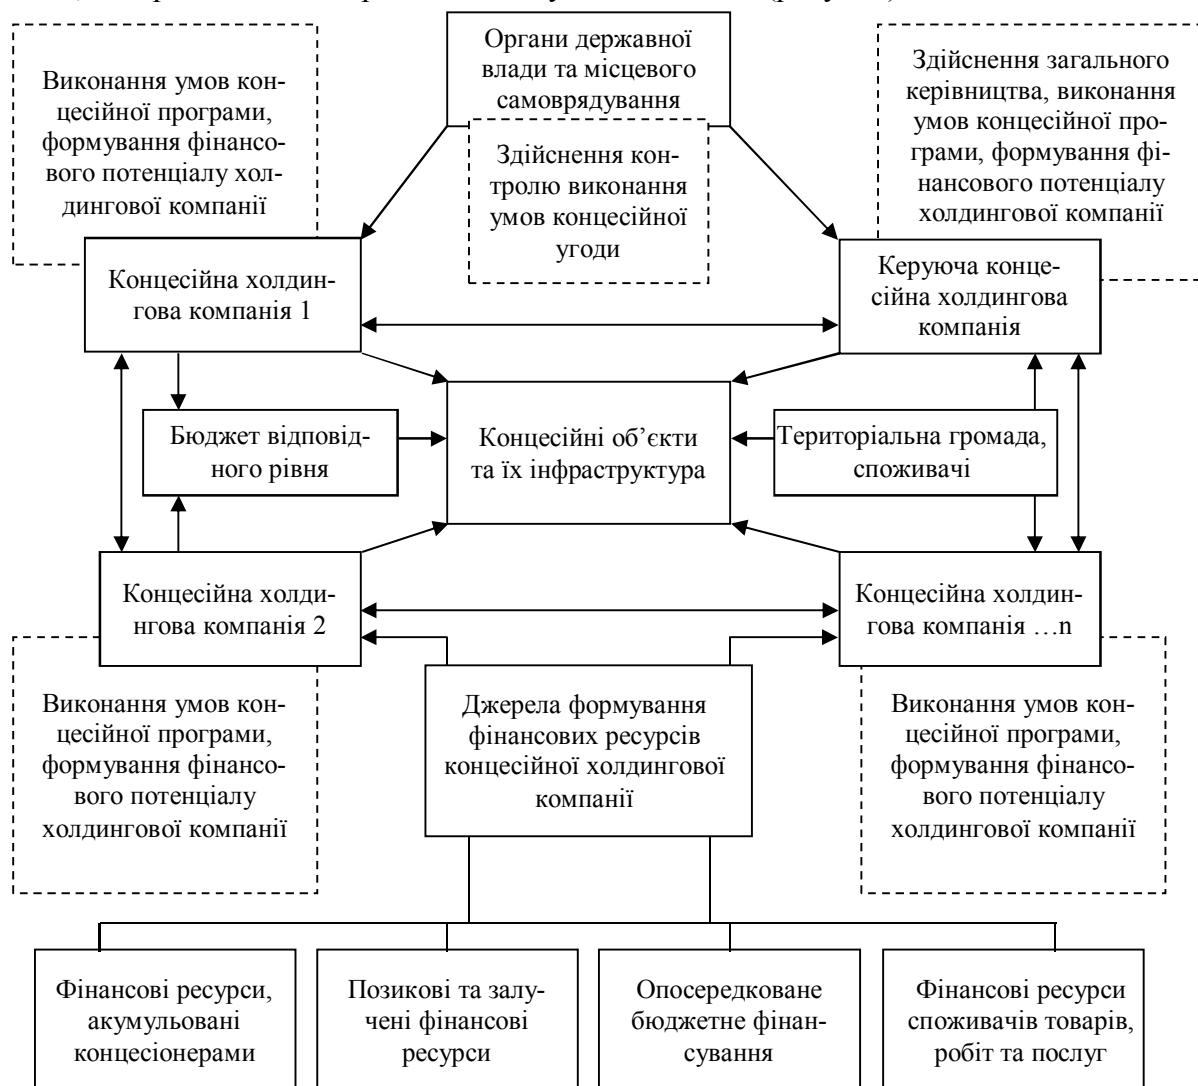 Органи державної
влади та місцевого
самоврядування
Виконання умов кон-
цесійної програми,
формування фінансо-
вого потенціалу хол-
дингової компанії
Здійснення кон-
тролю виконання
умов концесійної
угоди
Здійснення загального
керівництва, виконання
умов концесійної про-
грами, формування фі-
нансового потенціалу
холдингової компанії
Концесійна холдин-
гова компанія 1
Керуюча конце-
сійна холдингова
компанія
Бюджет відповід-
ного рівня
Концесійні об’єкти
та їх інфраструктура
Територіальна громада,
споживачі
Концесійна холди-
нгова компанія 2
Концесійна холдин-
гова компанія …n
Виконання умов кон-
цесійної програми,
формування фінансо-
вого потенціалу
холдингової компанії
Джерела формування
фінансових ресурсів
концесійної холдингової
компанії
Виконання умов кон-
цесійної програми,
формування фінансо-
вого потенціалу
холдингової компанії
Фінансові ресурси,
акумульовані
концесіонерами
Позикові та залу-
чені фінансові
ресурси
Опосередковане
бюджетне фінан-
сування
Фінансові ресурси
споживачів товарів,
робіт та послуг